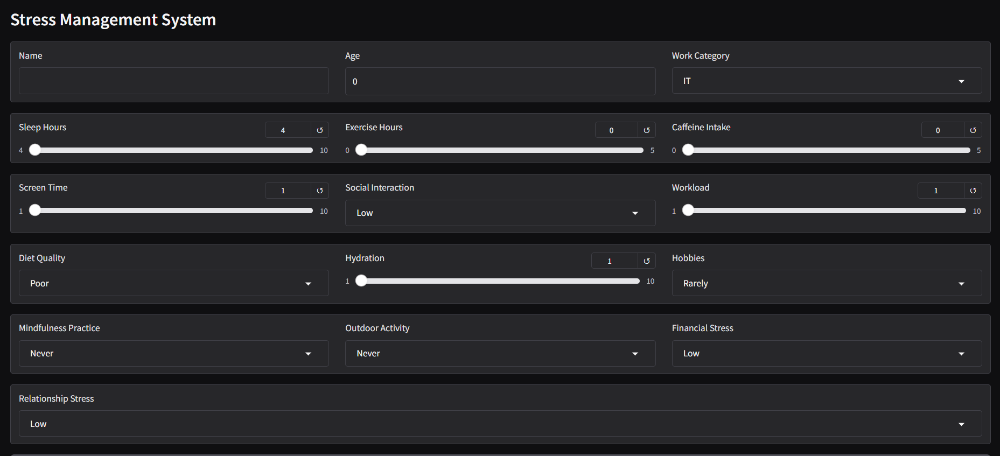 Stress Management System
Name Age Work Category
0 IT
Sleep Hours 4 ↺ Exercise Hours 0 ↺ Caffeine Intake 0 ↺
4 10 0 5 0 5
Screen Time 1 ↺ Social Interaction Workload 1 ↺
1 10 Low 1 10
Diet Quality Hydration 1 ↺ Hobbies
Poor 1 10 Rarely
Mindfulness Practice Outdoor Activity Financial Stress
Never Never Low
Relationship Stress
Low